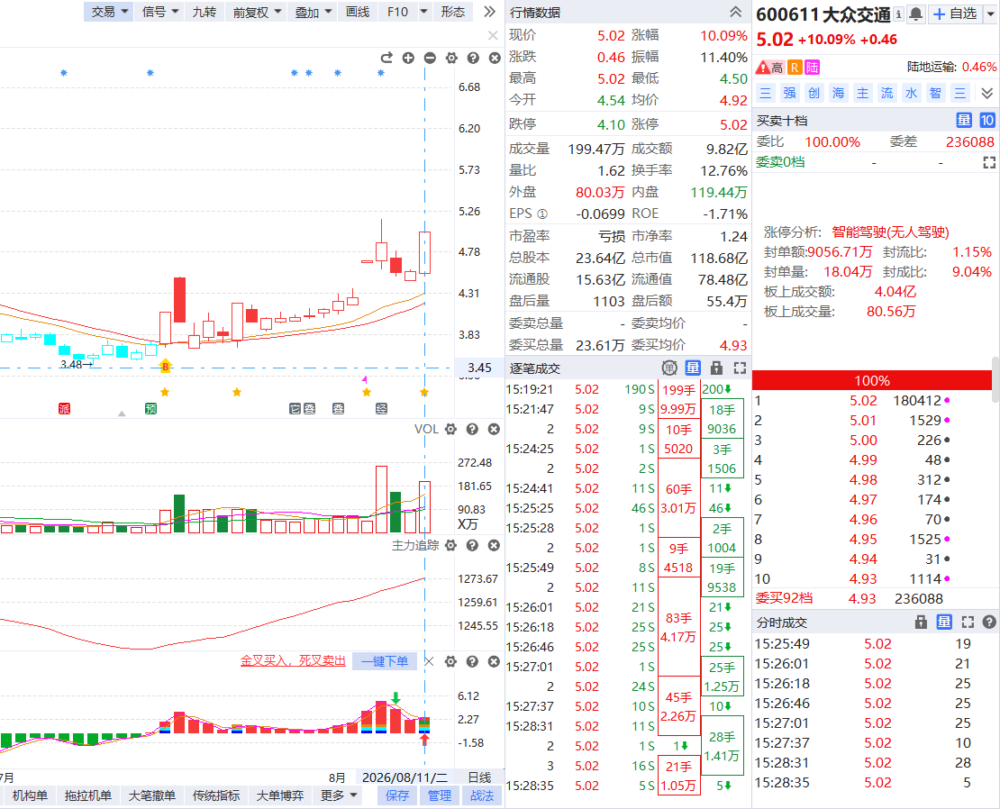 交易 信号 九转 前复权 叠加 画线 F10 形态
6.68
6.20
5.73
5.26
4.78
4.31
3.83
3.48→
3.45
B
派 预 叠 叠 经
VOL
272.48
181.65
90.83
X万
主力追踪
1273.67
1259.61
1245.55
金叉买入，死叉卖出 一键下单
6.12
2.27
-1.58
7月 8月 2026/08/11/二 日线
机构单 拖拉机单 大笔撤单 传统指标 大单博弈 更多 保存 管理 战法
行情数据
现价 5.02 涨幅 10.09%
涨跌 0.46 振幅 11.40%
最高 5.02 最低 4.50
今开 4.54 均价 4.92
跌停 4.10 涨停 5.02
成交量 199.47万 成交额 9.82亿
量比 1.62 换手率 12.76%
外盘 80.03万 内盘 119.44万
EPS ① -0.0699 ROE -1.71%
市盈率 亏损 市净率 1.24
总股本 23.64亿 总市值 118.68亿
流通股 15.63亿 流通值 78.48亿
盘后量 1103 盘后额 55.4万
委卖总量 - 委卖均价 -
委买总量 23.61万 委买均价 4.93
逐笔成交 单 量
15:19:21 5.02 190 S
15:21:47 5.02 9 S
2 5.02 9 S
15:24:25 5.02 1 S
2 5.02 2 S
15:24:41 5.02 11 S
15:25:25 5.02 46 S
15:25:28 5.02 1 S
2 5.02 1 S
15:25:49 5.02 8 S
2 5.02 11 S
15:26:01 5.02 21 S
15:26:18 5.02 25 S
15:26:46 5.02 25 S
15:27:01 5.02 1 S
2 5.02 24 S
15:27:37 5.02 10 S
15:28:31 5.02 11 S
2 5.02 1 S
3 5.02 16 S
15:28:35 5.02 5 S
199手
9.99万
10手
5020
60手
3.01万
9手
4518
83手
4.17万
45手
2.26万
1
21手
1.05万
200
18手
9036
3手
1506
11
46
2手
1004
19手
9538
21
25
25
25手
1.25万
10
28手
1.41万
5
600611 大众交通 自选
5.02 +10.09% +0.46
高 R 陆 陆地运输: 0.46%
三 强 创 海 主 流 水 智 三
买卖十档 量 10
委比 100.00% 委差 236088
委卖0档 - -
涨停分析: 智能驾驶(无人驾驶)
封单额:9056.71万 封流比: 1.15%
封单量: 18.04万 封成比: 9.04%
板上成交额: 4.04亿
板上成交量: 80.56万
100%
1 5.02 180412
2 5.01 1529
3 5.00 226
4 4.99 48
5 4.98 312
6 4.97 174
7 4.96 70
8 4.95 1525
9 4.94 31
10 4.93 1114
委买92档 4.93 236088
分时成交 量
15:25:49 5.02 19
15:26:01 5.02 21
15:26:18 5.02 25
15:26:46 5.02 25
15:27:01 5.02 25
15:27:37 5.02 10
15:28:31 5.02 28
15:28:35 5.02 5